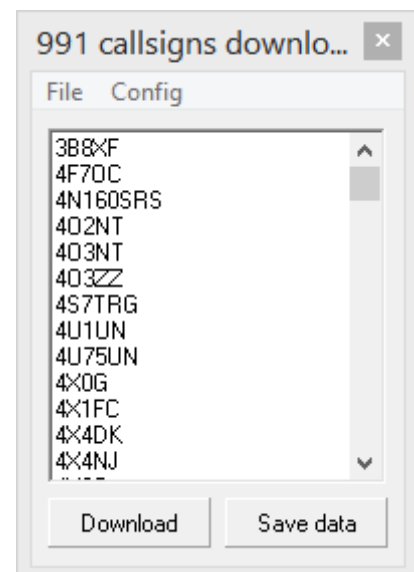 991 callsigns downlo...
File Config
3B8XF
4F7OC
4N160SRS
4O2NT
4O3NT
4O3ZZ
4S7TRG
4U1UN
4U75UN
4X0G
4X1FC
4X4DK
4X4NJ
Download Save data